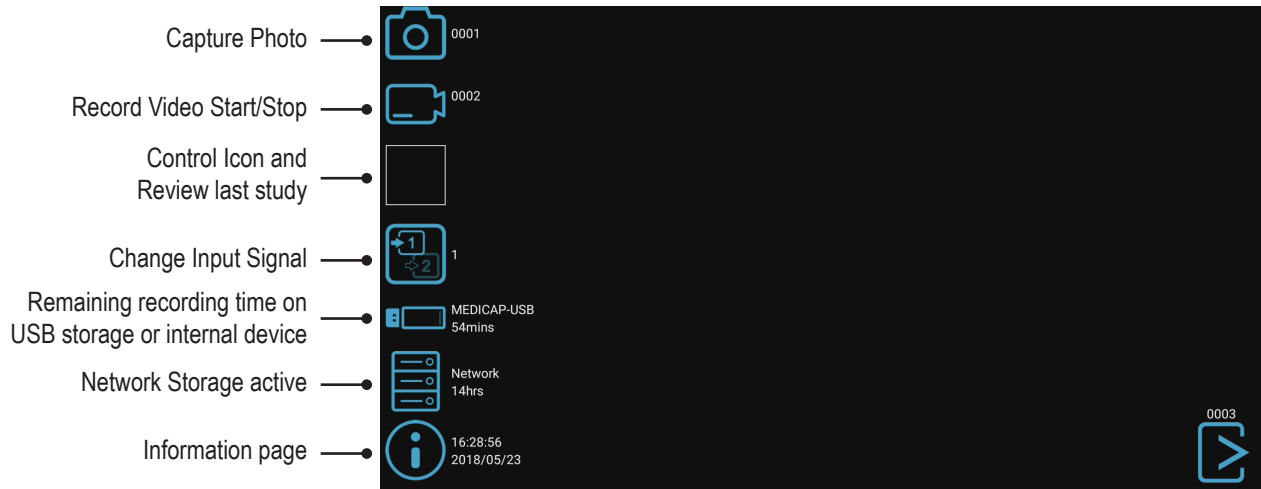 Capture Photo
0001
Record Video Start/Stop
0002
Control Icon and
Review last study
Change Input Signal
1
2
1
Remaining recording time on
USB storage or internal device
MEDICAP-USB
54mins
Network Storage active
Network
14hrs
Information page
16:28:56
2018/05/23
0003